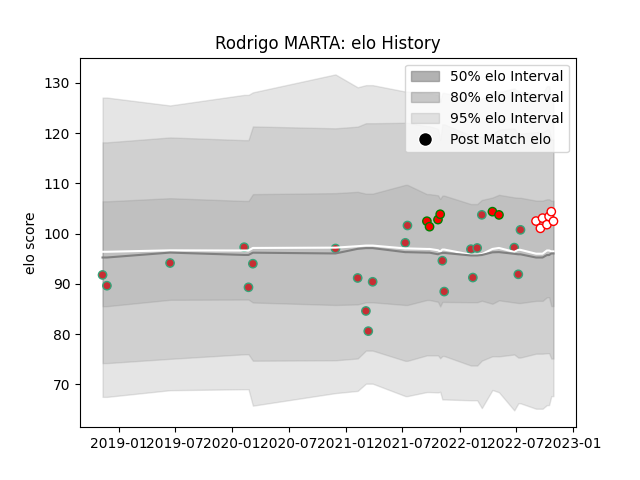 Rodrigo MARTA: elo History
50% elo Interval
80% elo Interval
95% elo Interval
Post Match elo
elo score
130
120
110
100
90
80
70
2019-01
2019-07
2020-01
2020-07
2021-01
2021-07
2022-01
2022-07
2023-01